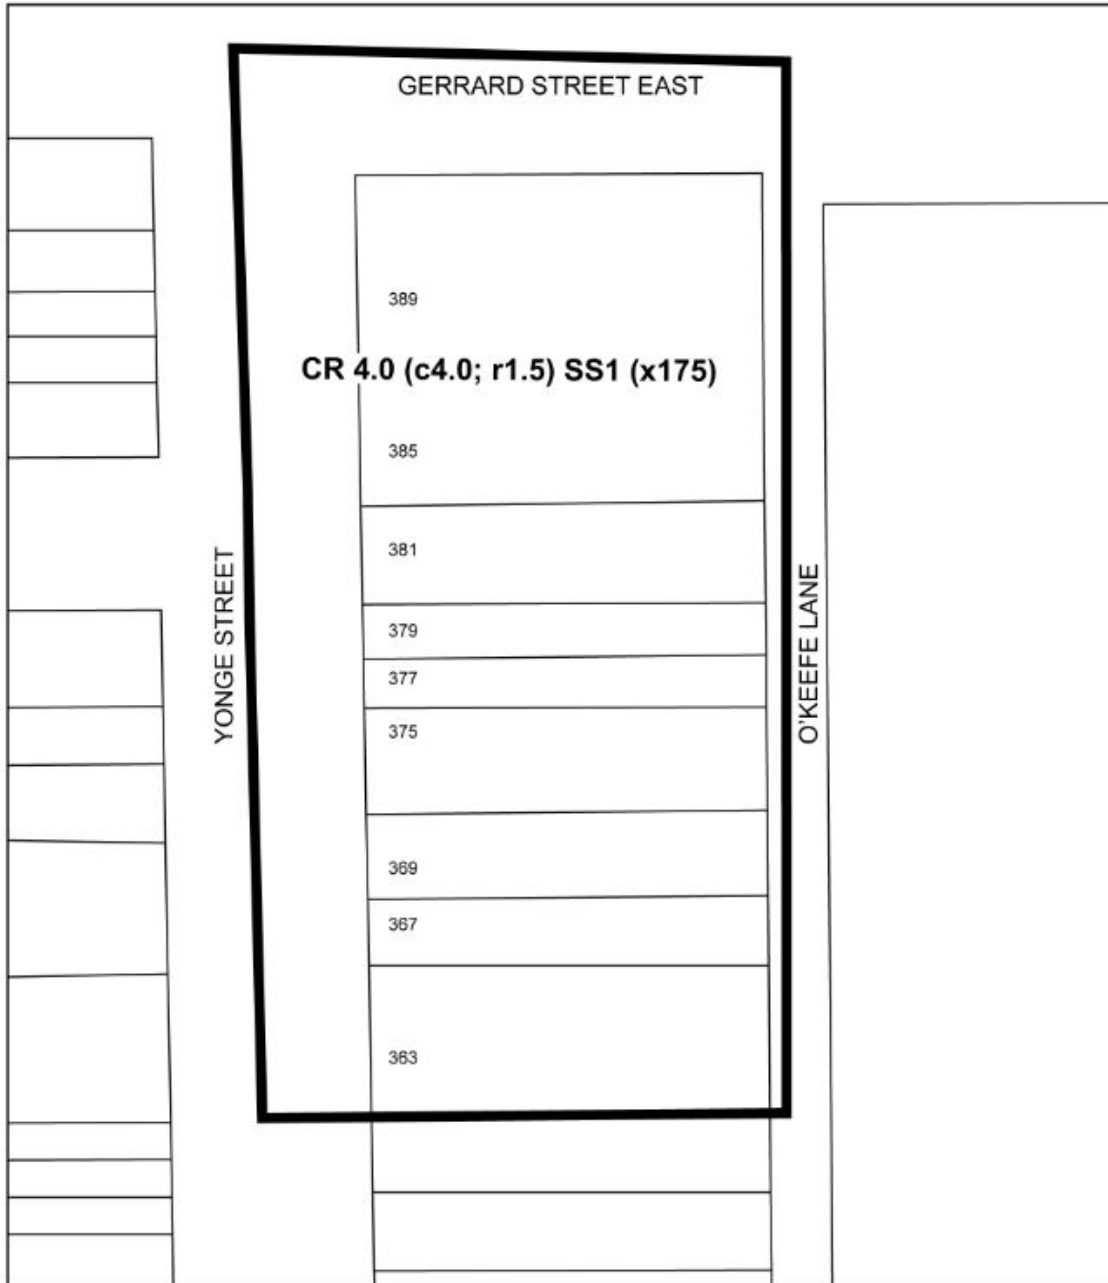 GERRARD STREET EAST
389
CR 4.0 (c4.0; r1.5) SS1 (x175)
385
381
YONGE STREET
O'KEEFE LANE
379
377
375
369
367
363